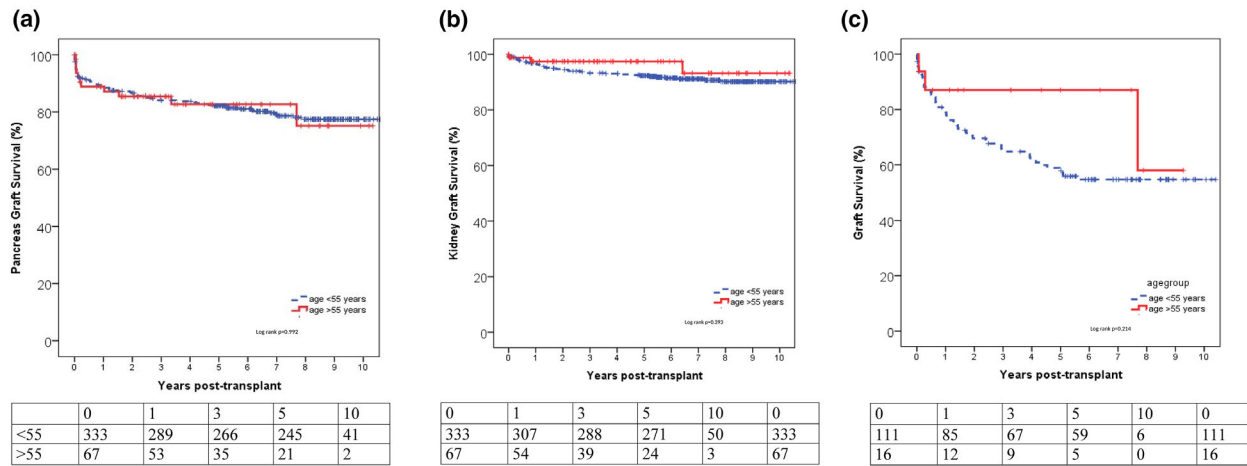 (a)
Pancreas Graft Survival (%)
100
80
60
40
20
0
age <55 years
age >55 years
Log rank p=0.992
0 1 2 3 4 5 6 7 8 9 10
Years post-transplant
0 1 3 5 10
<55 333 289 266 245 41
>55 67 53 35 21 2
(b)
Kidney Graft Survival (%)
100
80
60
40
20
0
age <55 years
age >55 years
Log rank p=0.393
0 1 2 3 4 5 6 7 8 9 10
Years post-transplant
0 1 3 5 10 0
333 307 288 271 50 333
67 54 39 24 3 67
(c)
Graft Survival (%)
100
80
60
40
20
0
agegroup
age <55 years
age >55 years
Log rank p=0.214
0 1 2 3 4 5 6 7 8 9 10
Years post-transplant
0 1 3 5 0 0
111 85 67 59 6 111
16 12 9 5 0 16